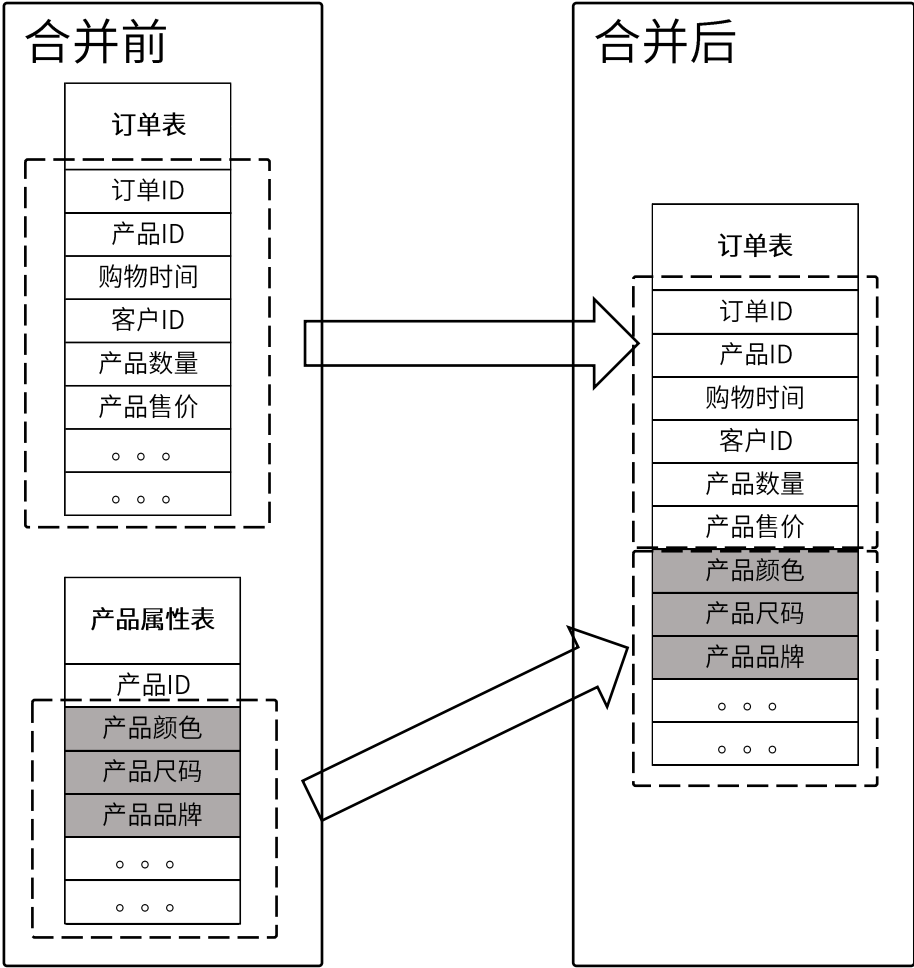 合并前
订单表
订单ID
产品ID
购物时间
客户ID
产品数量
产品售价
。。。
。。。
产品属性表
产品ID
产品颜色
产品尺码
产品品牌
。。。
。。。
合并后
订单表
订单ID
产品ID
购物时间
客户ID
产品数量
产品售价
产品颜色
产品尺码
产品品牌
。。。
。。。